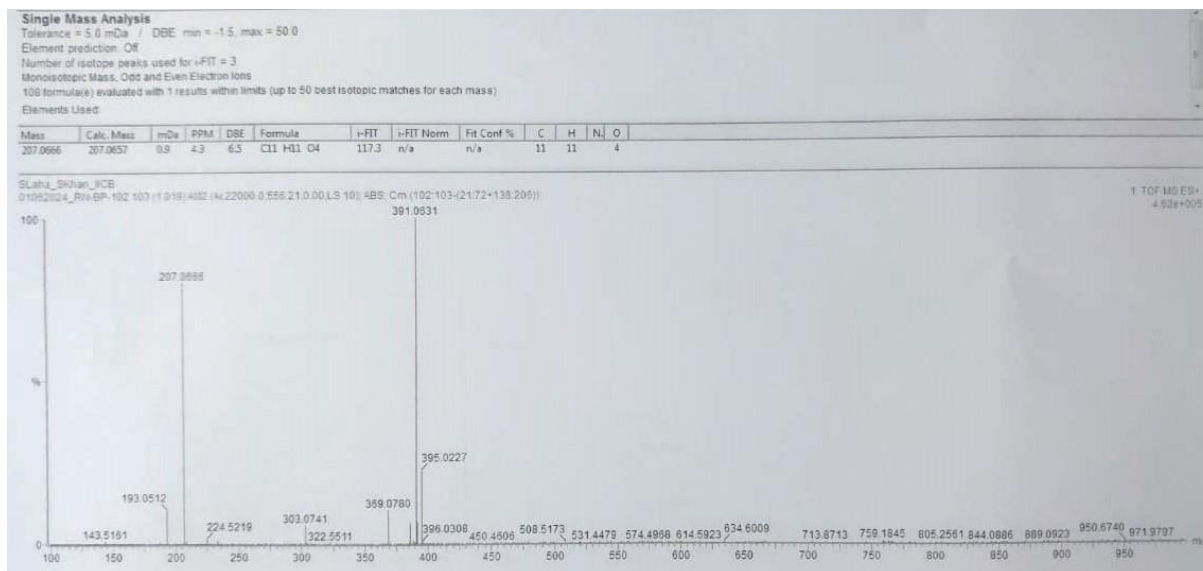 Single Mass Analysis
Tolerance = 5.0 mDa / DBE: min = -1.5, max = 50.0
Element prediction: Off
Number of isotope peaks used for i-FIT = 3
Monoisotopic Mass, Odd and Even Electron Ions
108 formula(e) evaluated with 1 results within limits (up to 50 best isotopic matches for each mass)
Elements Used:
Mass Calc. Mass mDa PPM DBE Formula i-FIT i-FIT Norm Fit Conf % C H N O
207.0666 207.0657 0.9 4.3 6.5 C11 H11 O4 117.3 n/a n/a 11 11 4
1: TOF MS ES+
4.62e+005
100
391.0631
207.0666
%
395.0227
193.0512
369.0780
143.5161
224.5219
303.0741
322.5511
396.0308
450.4606
508.5173
531.4479
574.4968
614.5923
634.6009
713.8713
759.1845
805.2561
844.0886
889.0923
950.6740
971.9797
0
100 150 200 250 300 350 400 450 500 550 600 650 700 750 800 850 900 950